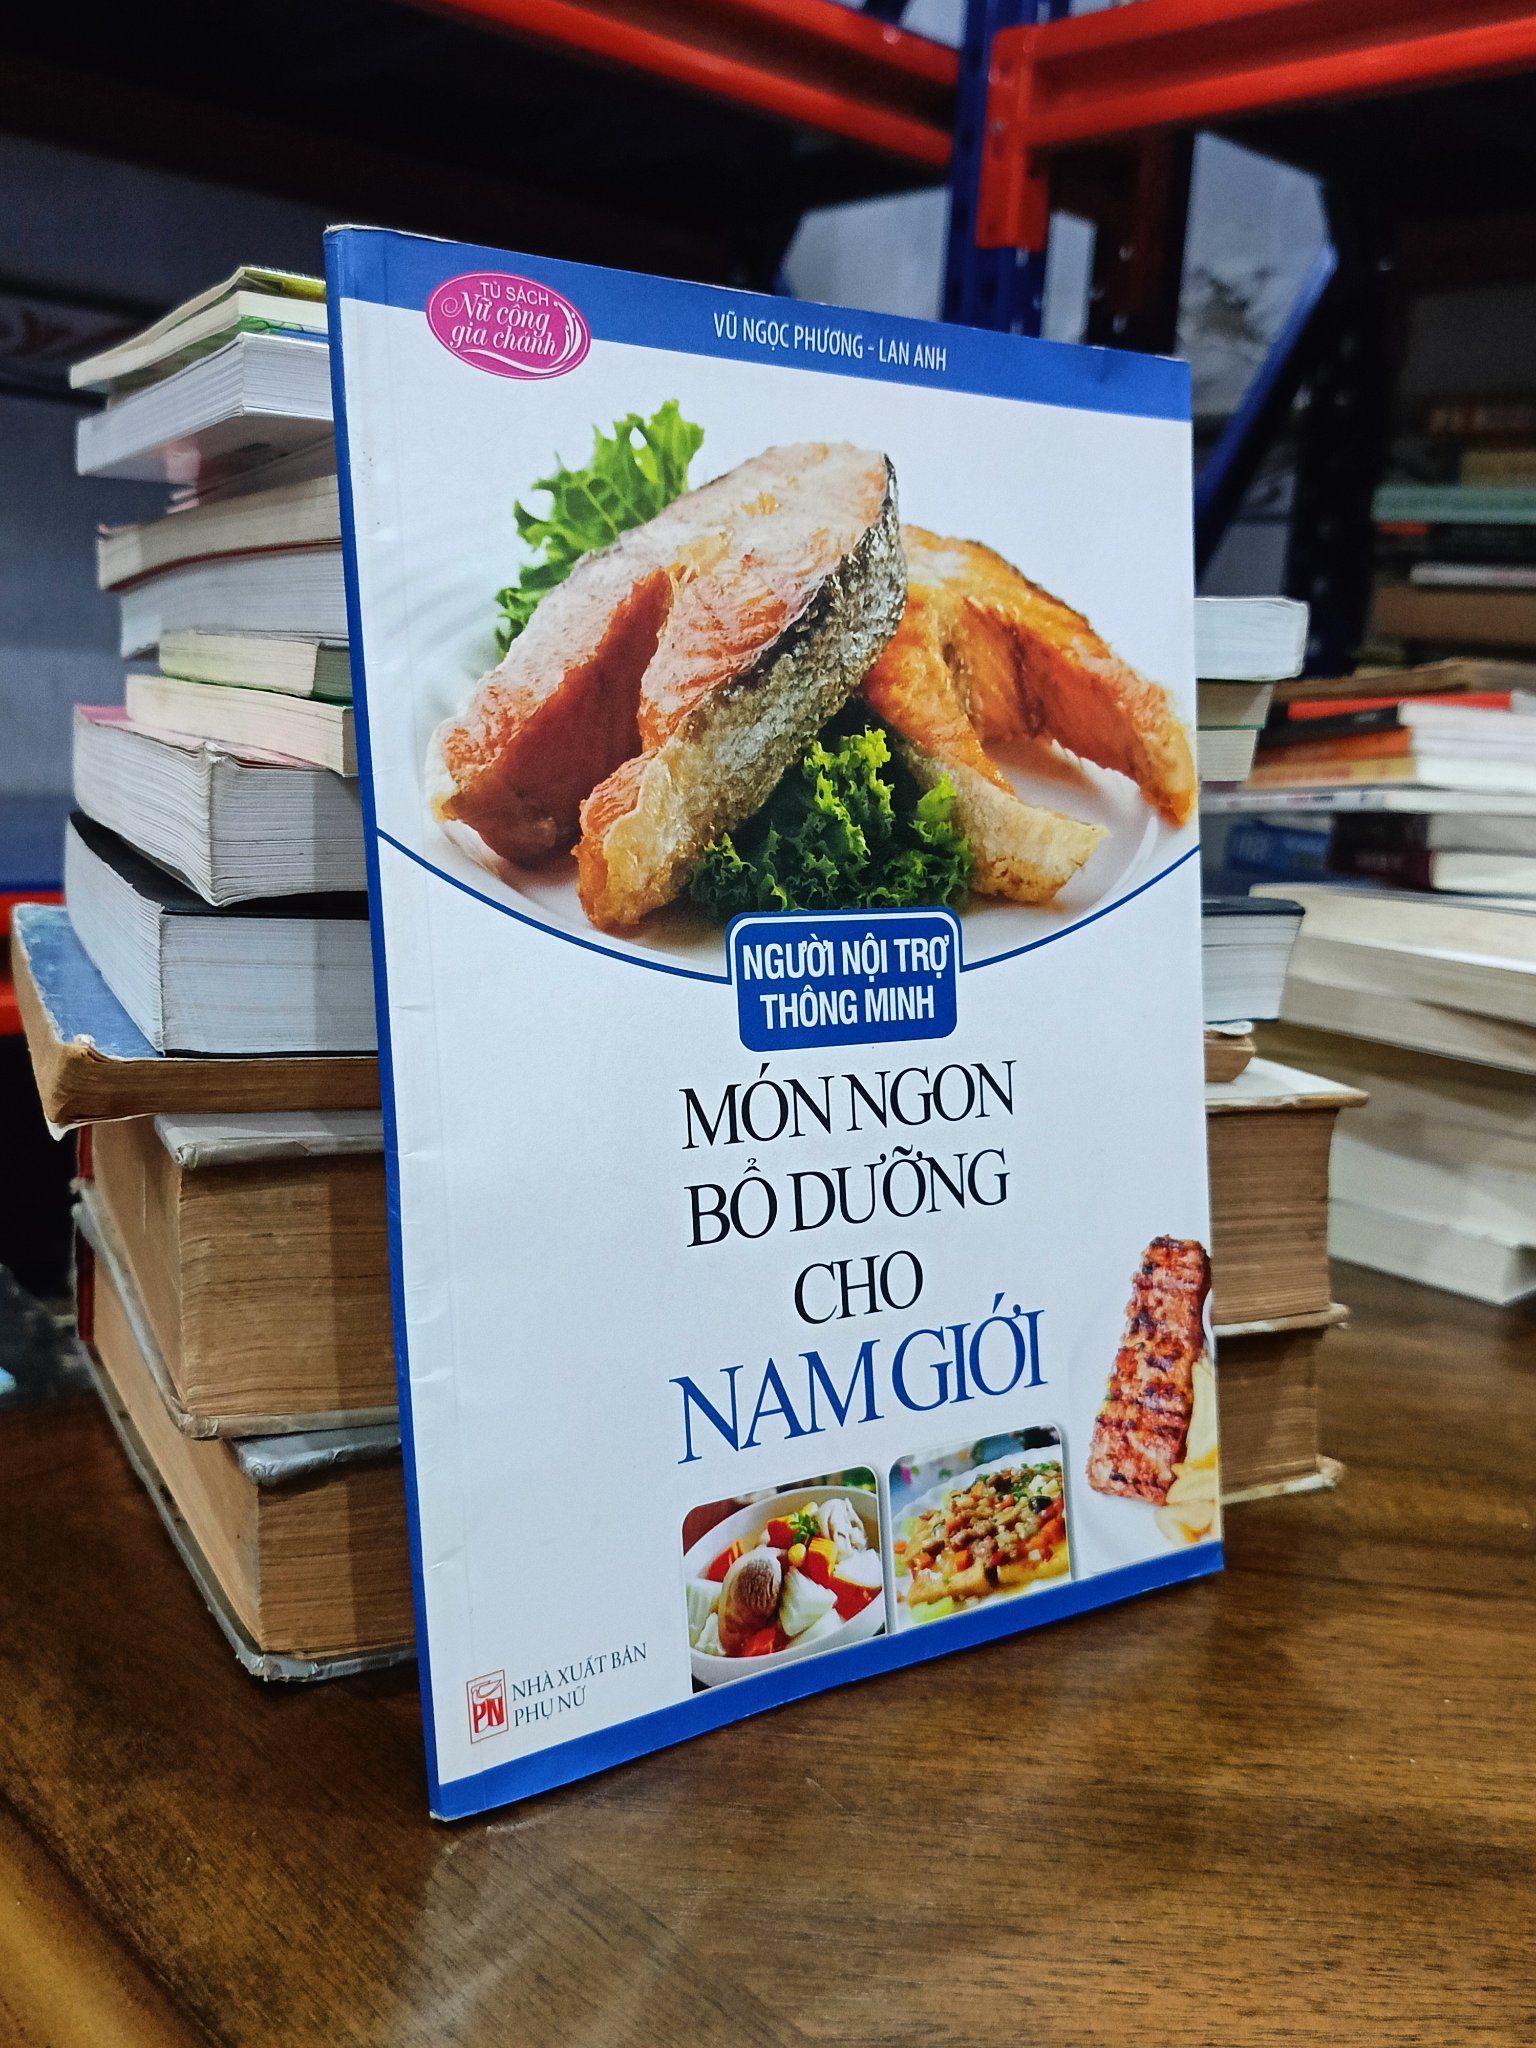 TỦ SÁCH
Nữ công
gia chánh
VŨ NGỌC PHƯƠNG - LAN ANH
NGƯỜI NỘI TRỢ
THÔNG MINH
MÓN NGON
BỔ DƯỠNG
CHO
NAM GIỚI
PN
NHÀ XUẤT BẢN
PHỤ NỮ